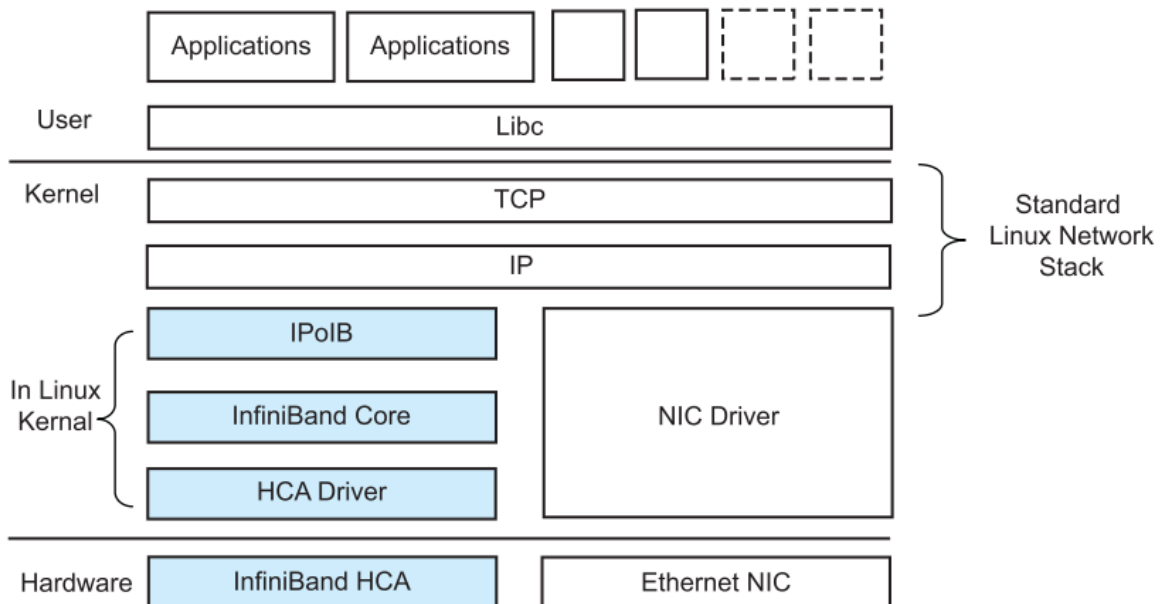 Applications
Applications
User
Libc
Kernel
TCP
Standard
Linux Network
Stack
IP
IPoIB
In Linux
Kernal
InfiniBand Core
NIC Driver
HCA Driver
Hardware
InfiniBand HCA
Ethernet NIC